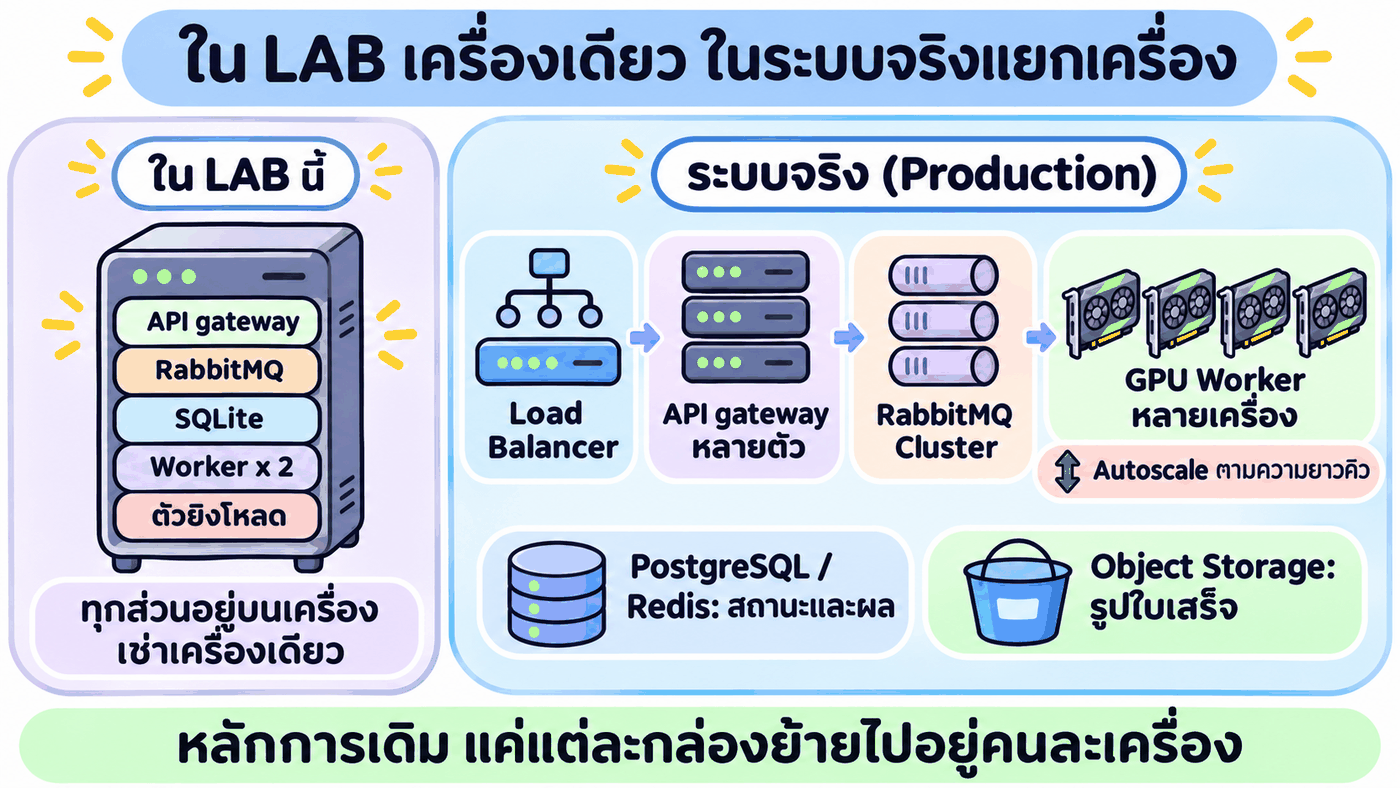 ใน LAB เครื่องเดียว ในระบบจริงแยกเครื่อง
ใน LAB นี้
API gateway
RabbitMQ
SQLite
Worker x 2
ตัวยิงโหลด
ทุกส่วนอยู่บนเครื่อง
เช่าเครื่องเดียว
ระบบจริง (Production)
Load
Balancer
API gateway
หลายตัว
RabbitMQ
Cluster
GPU Worker
หลายเครื่อง
Autoscale ตามความยาวคิว
PostgreSQL /
Redis: สถานะและผล
Object Storage:
รูปใบเสร็จ
หลักการเดิม แค่แต่ละกล่องย้ายไปอยู่คนละเครื่อง